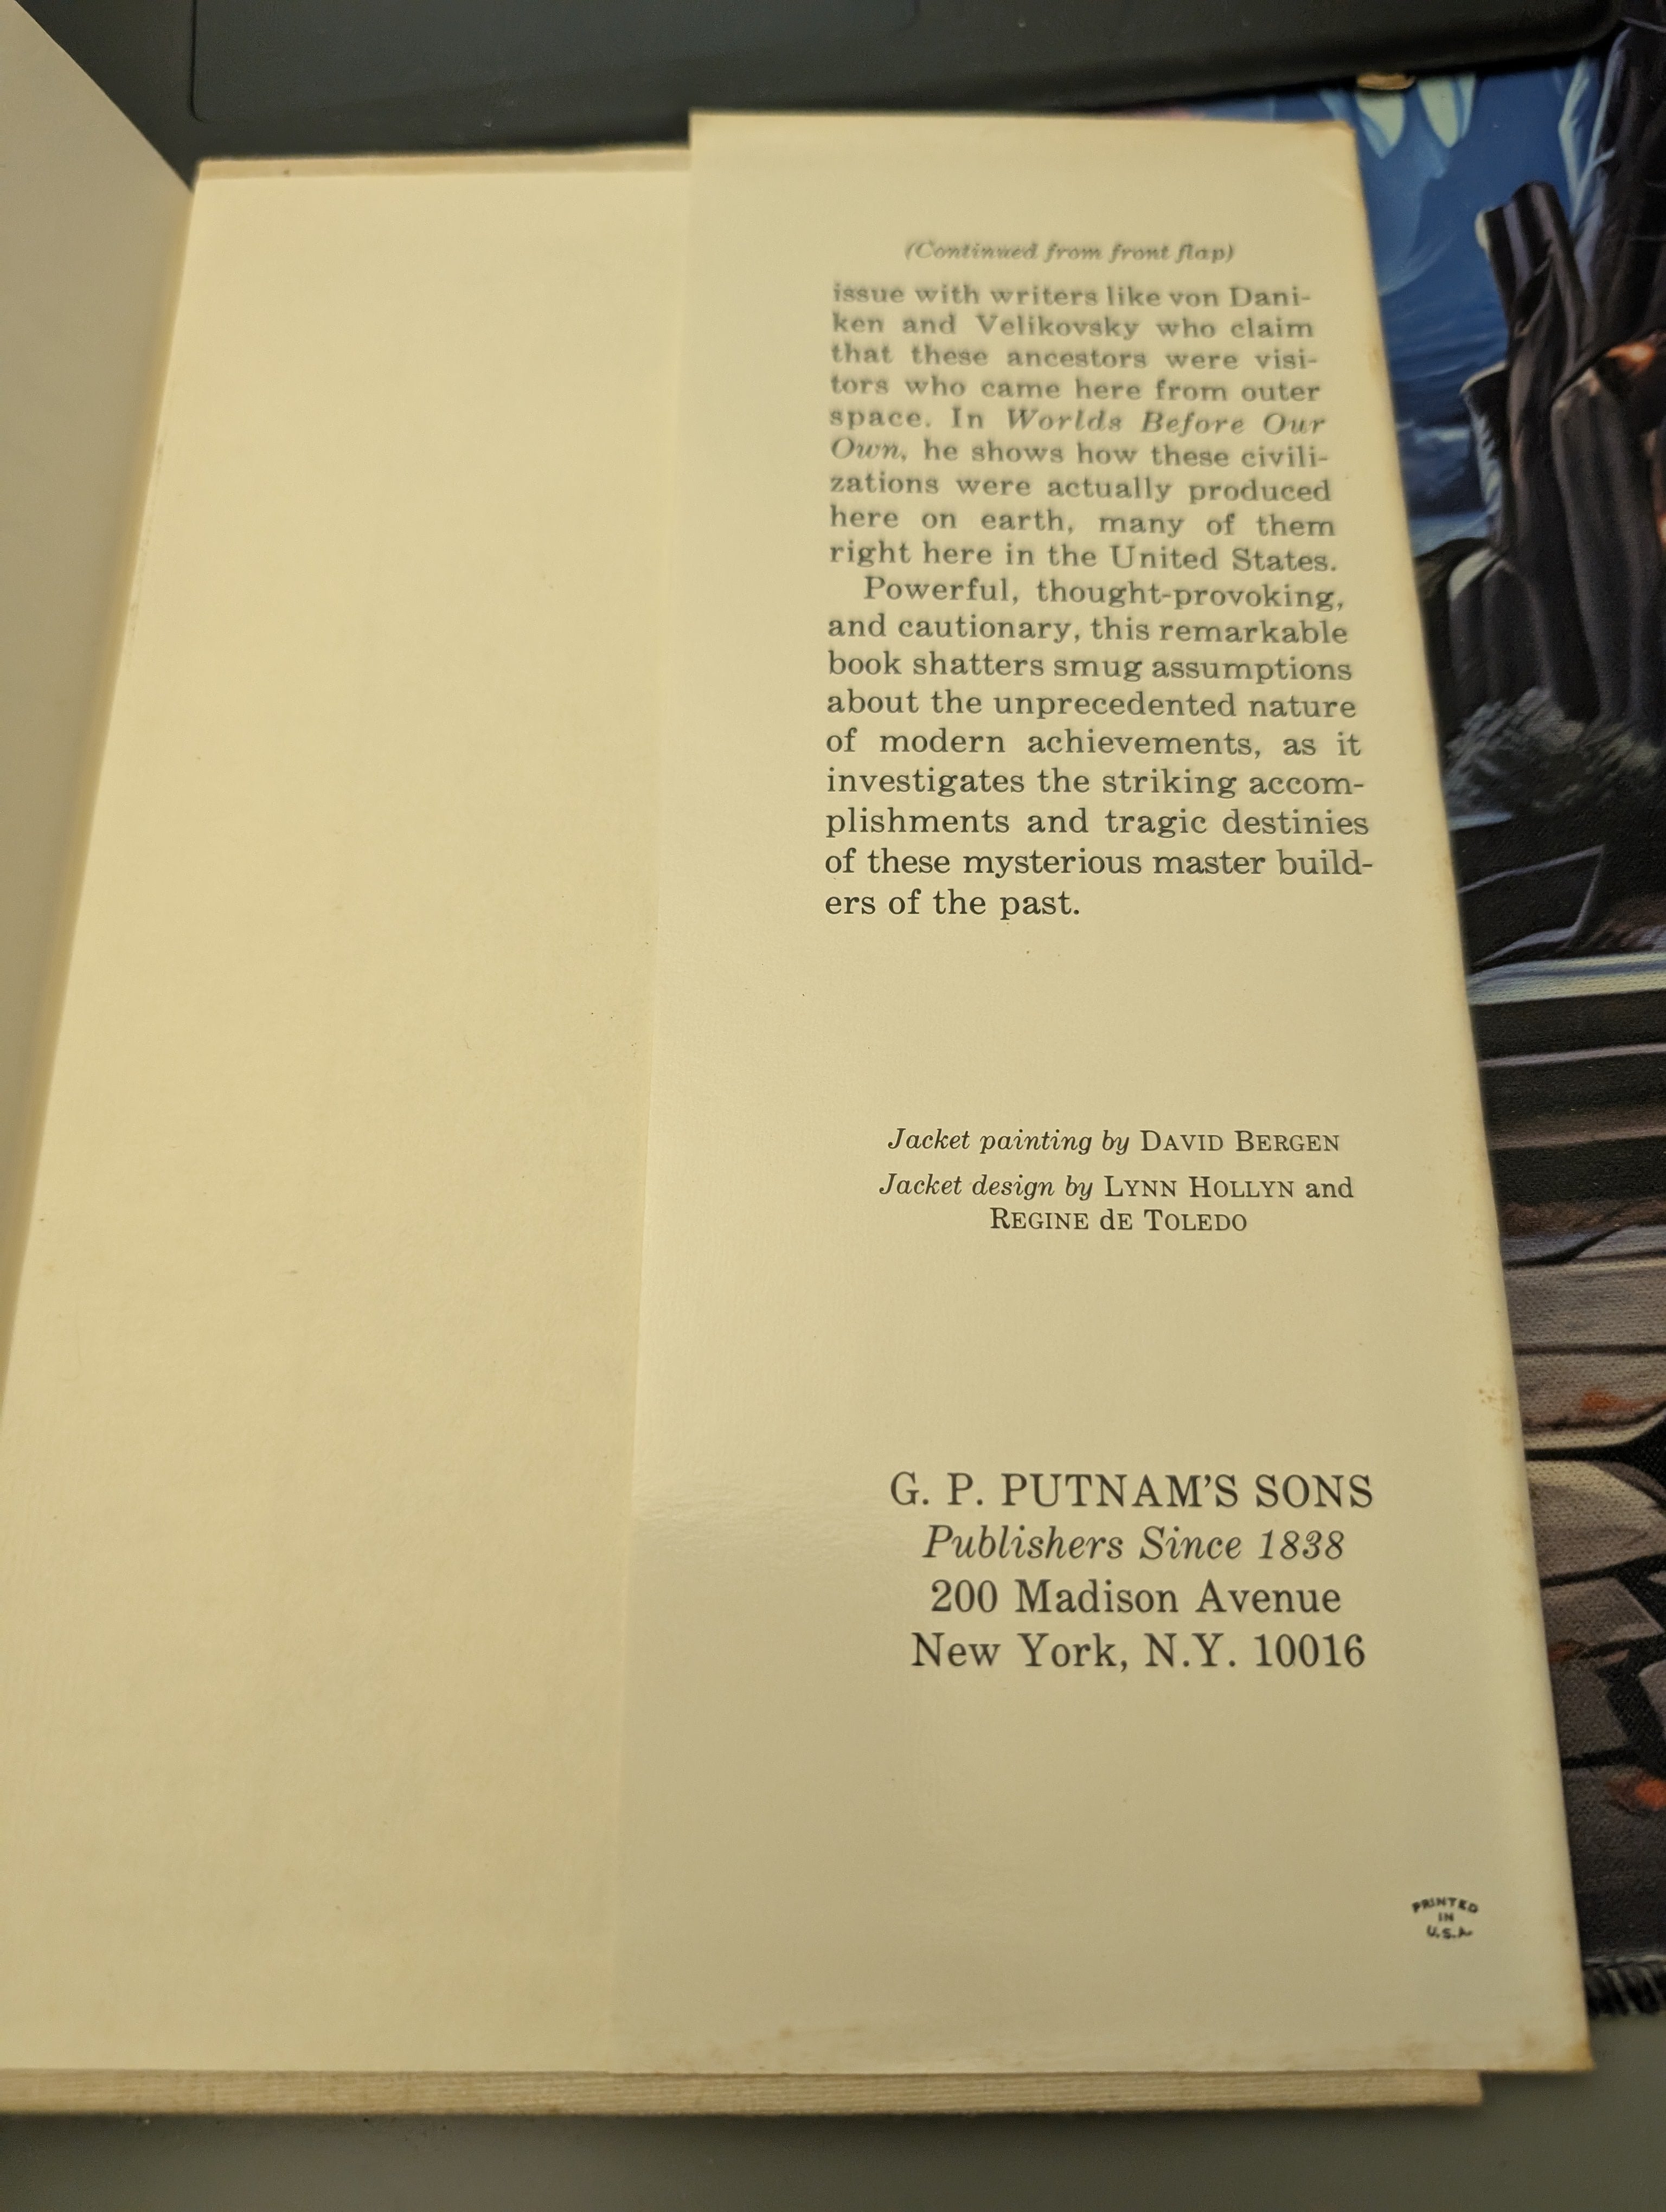 (Continued from front flap)
issue with writers like von Dani-
ken and Velikovsky who claim
that these ancestors were visi-
tors who came here from outer
space. In Worlds Before Our
Own, he shows how these civili-
zations were actually produced
here on earth, many of them
right here in the United States.
Powerful, thought-provoking,
and cautionary, this remarkable
book shatters smug assumptions
about the unprecedented nature
of modern achievements, as it
investigates the striking accom-
plishments and tragic destinies
of these mysterious master build-
ers of the past.
Jacket painting by DAVID BERGEN
Jacket design by LYNN HOLLYN and
REGINE dE TOLEDO
G. P. PUTNAM'S SONS
Publishers Since 1838
200 Madison Avenue
New York, N.Y. 10016
PRINTED
IN
U.S.A.